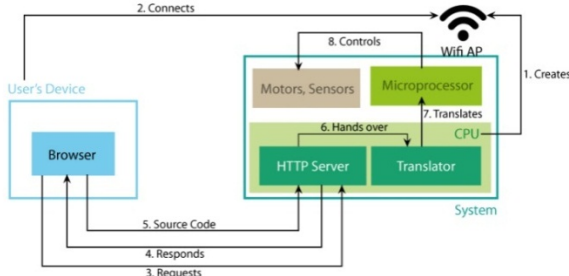 2. Connects
Wifi AP
8. Controls
1. Creates
User's Device
Motors, Sensors
Microprocessor
7. Translates
6. Hands over
CPU
Browser
HTTP Server
Translator
System
5. Source Code
4. Responds
3. Requests